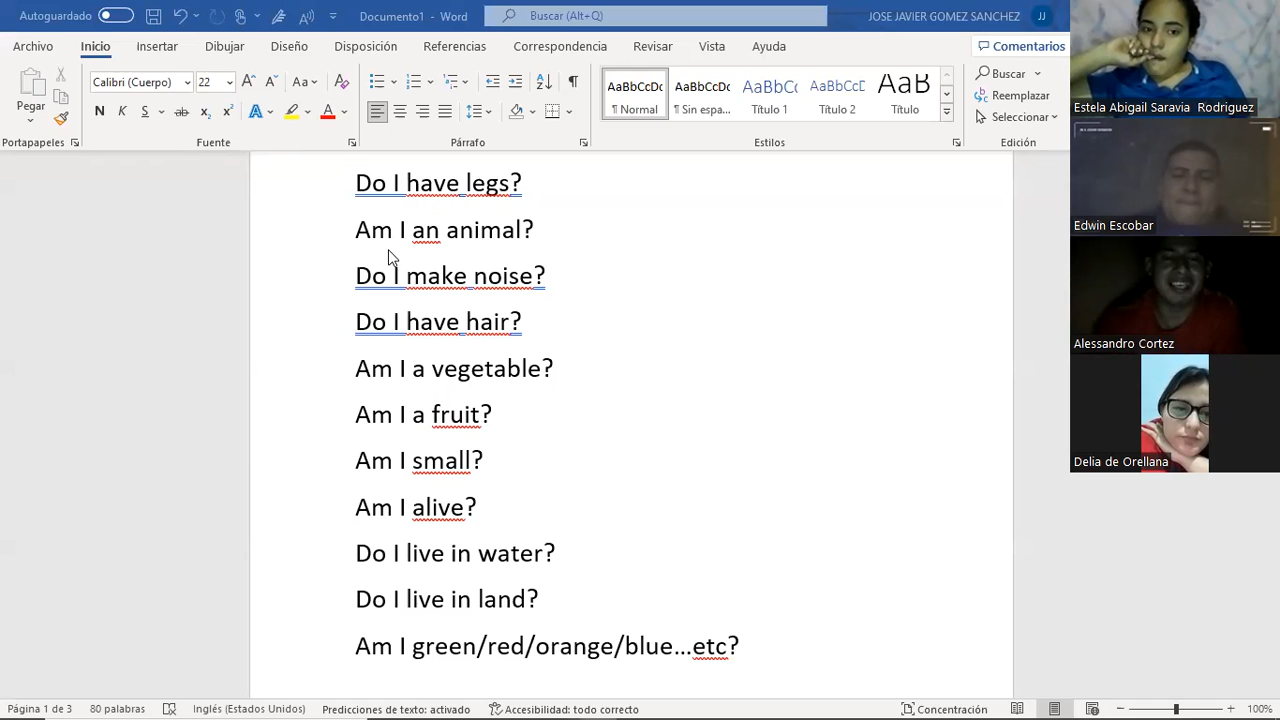 Autoguardado
Documento1 - Word
Buscar (Alt+Q)
JOSE JAVIER GOMEZ SANCHEZ
JJ
Archivo Inicio Insertar Dibujar Diseño Disposición Referencias Correspondencia Revisar Vista Ayuda
Comentarios
Pegar
Calibri (Cuerpo) 22
N K S
AaBbCcDc AaBbCcDc AaBbCc AaBbCcD AaB
¶ Normal ¶ Sin espa... Título 1 Título 2 Título
Buscar
Reemplazar
Seleccionar
Portapapeles Fuente Párrafo Estilos Edición
Do I have legs?
Am I an animal?
Do I make noise?
Do I have hair?
Am I a vegetable?
Am I a fruit?
Am I small?
Am I alive?
Do I live in water?
Do I live in land?
Am I green/red/orange/blue...etc?
Estela Abigail Saravia Rodriguez
Edwin Escobar
Alessandro Cortez
Delia de Orellana
Página 1 de 3 80 palabras Inglés (Estados Unidos) Predicciones de texto: activado Accesibilidad: todo correcto Concentración 100%